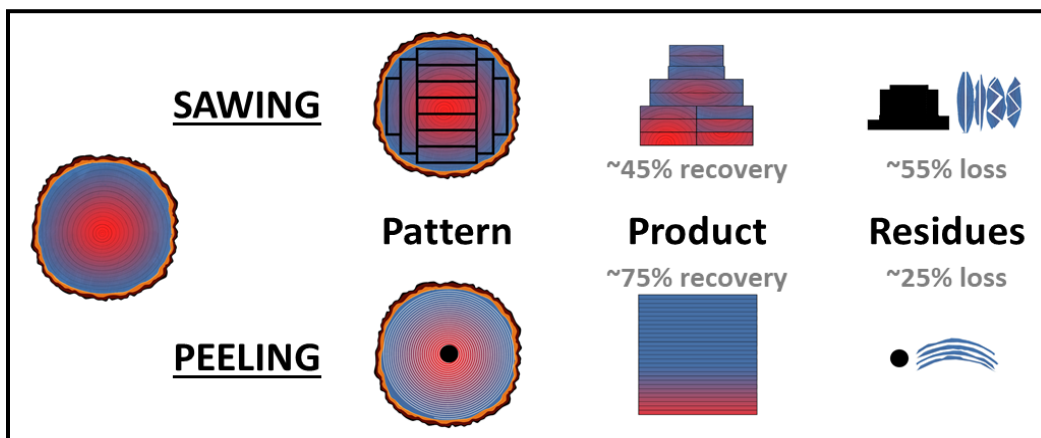 SAWING
~45% recovery
~55% loss
Pattern
Product
Residues
~75% recovery
~25% loss
PEELING